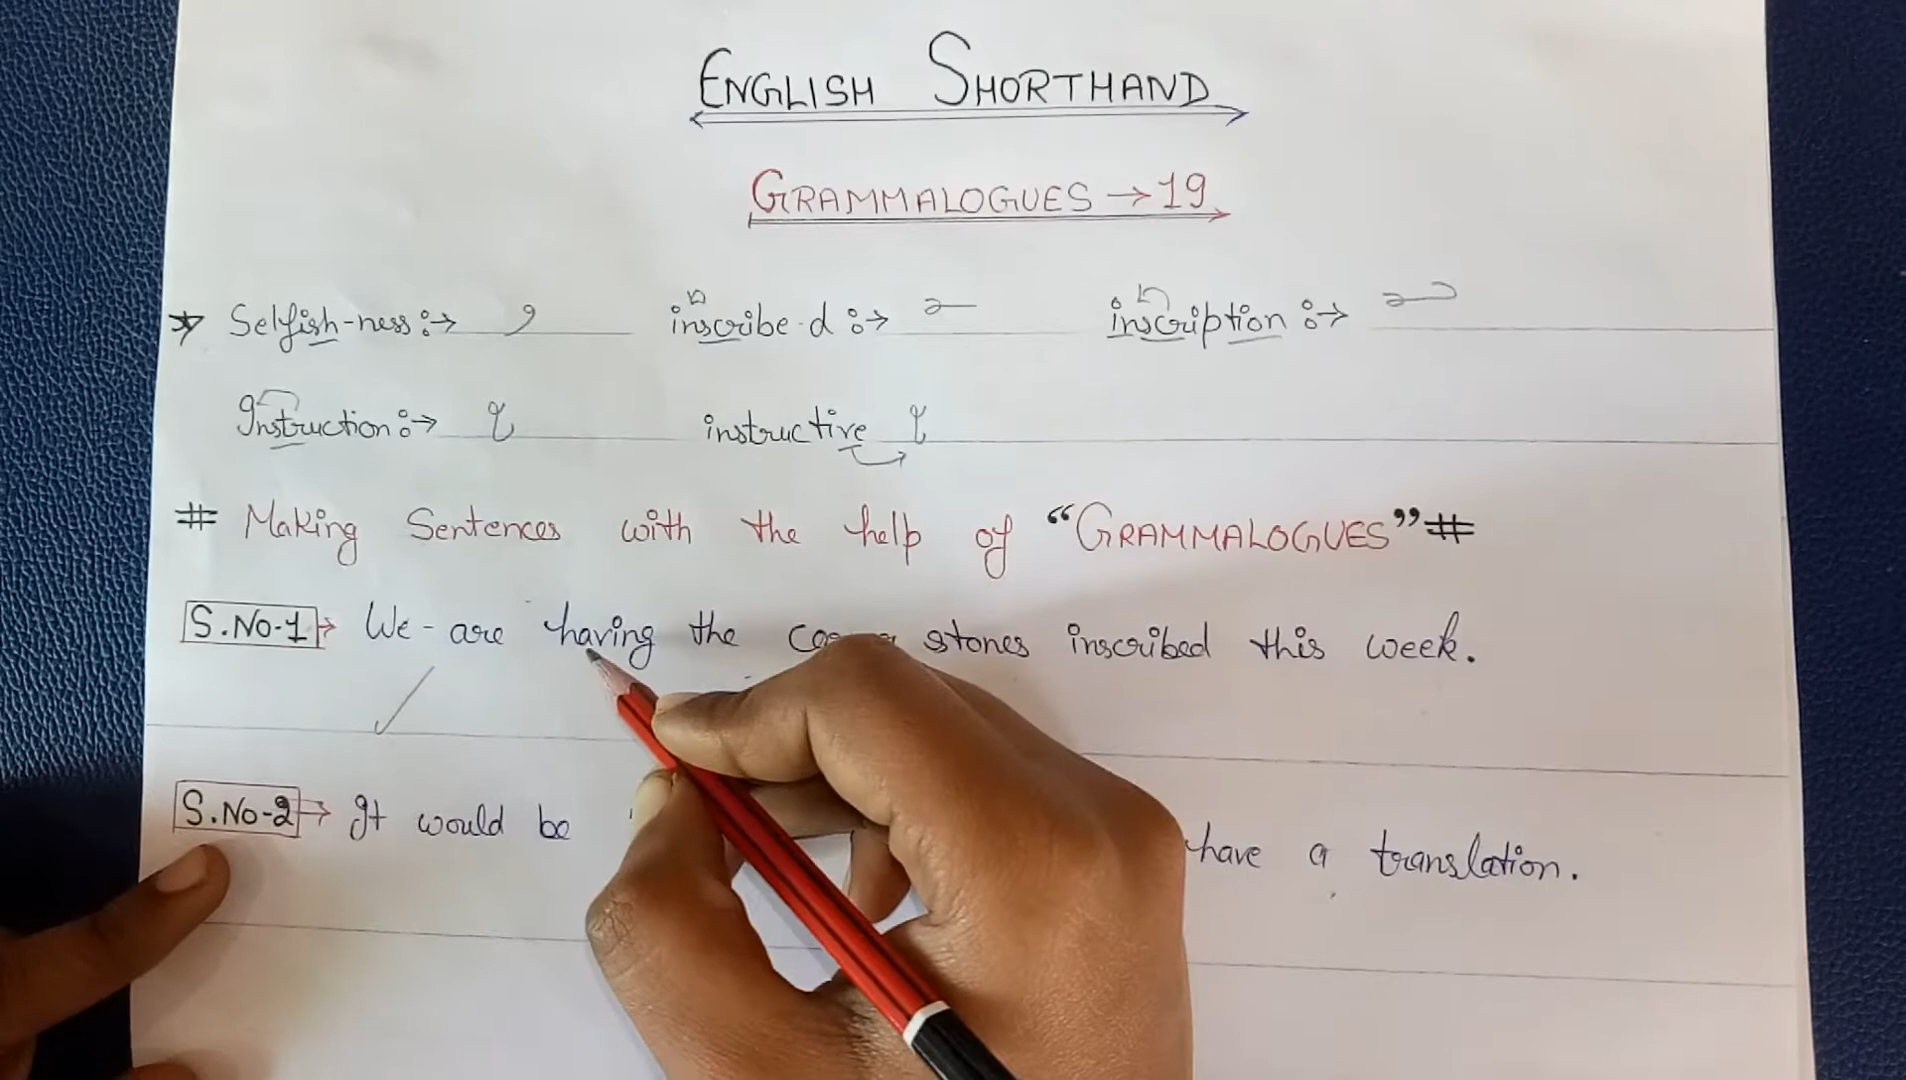 ENGLISH SHORTHAND
GRAMMALOGUES → 19
Selfish-ness :→ inscribe-d :→ inscription :→
Instruction :→ instructive
# Making Sentences with the help of “GRAMMALOGUES” #
S.No-1 → We - are having the stones inscribed this week.
S.No-2 → It would be have a translation.